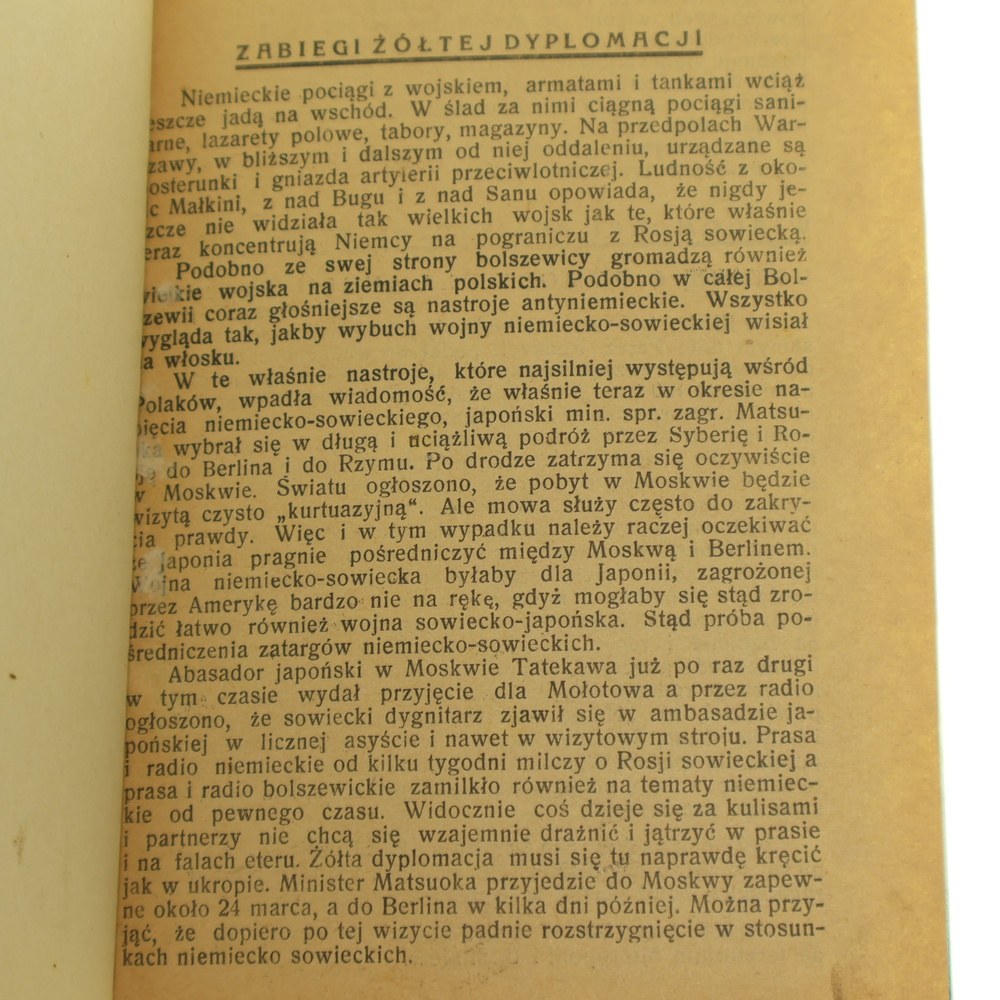 ZABIEGI ŻÓŁTEJ DYPLOMACJI
Niemieckie pociągi z wojskiem, armatami i tankami wciąż
eszcze jadą na wschód. W ślad za nimi ciągną pociągi sani-
arne, lazarety polowe, tabory, magazyny. Na przedpolach War-
zawy, w bliższym i dalszym od niej oddaleniu, urządzane są
osterunki i gniazda artylerii przeciwlotniczej. Ludność z oko-
c Małkini, z nad Bugu i z nad Sanu opowiada, że nigdy je-
zcze nie widziała tak wielkich wojsk jak te, które właśnie
eraz koncentrują Niemcy na pograniczu z Rosją sowiecką.
Podobno ze swej strony bolszewicy gromadzą również
kie wojska na ziemiach polskich. Podobno w całej Bol-
zewii coraz głośniejsze są nastroje antyniemieckie. Wszystko
wygląda tak, jakby wybuch wojny niemiecko-sowieckiej wisiał
a włosku.
W te właśnie nastroje, które najsilniej występują wśród
Polaków, wpadła wiadomość, że właśnie teraz w okresie na-
pięcia niemiecko-sowieckiego, japoński min. spr. zagr. Matsu-
ka wybrał się w długą i uciążliwą podróż przez Syberię i Ro-
do Berlina i do Rzymu. Po drodze zatrzyma się oczywiście
w Moskwie. Światu ogłoszono, że pobyt w Moskwie będzie
wizytą czysto „kurtuazyjną“. Ale mowa służy często do zakry-
cia prawdy. Więc i w tym wypadku należy raczej oczekiwać
że Japonia pragnie pośredniczyć między Moskwą i Berlinem.
Wojna niemiecko-sowiecka byłaby dla Japonii, zagrożonej
przez Amerykę bardzo nie na rękę, gdyż mogłaby się stąd zro-
dzić łatwo również wojna sowiecko-japońska. Stąd próba po-
średniczenia zatargów niemiecko-sowieckich.
Abasador japoński w Moskwie Tatekawa już po raz drugi
w tym czasie wydał przyjęcie dla Mołotowa a przez radio
ogłoszono, że sowiecki dygnitarz zjawił się w ambasadzie ja-
pońskiej w licznej asyście i nawet w wizytowym stroju. Prasa
i radio niemieckie od kilku tygodni milczy o Rosji sowieckiej a
prasa i radio bolszewickie zamilkło również na tematy niemiec-
kie od pewnego czasu. Widocznie coś dzieje się za kulisami
i partnerzy nie chcą się wzajemnie drażnić i jątrzyć w prasie
i na falach eteru. Żółta dyplomacja musi się tu naprawdę kręcić
jak w ukropie. Minister Matsuoka przyjedzie do Moskwy zapew-
ne około 24 marca, a do Berlina w kilka dni później. Można przy-
jąć, że dopiero po tej wizycie padnie rozstrzygnięcie w stosun-
kach niemiecko sowieckich.